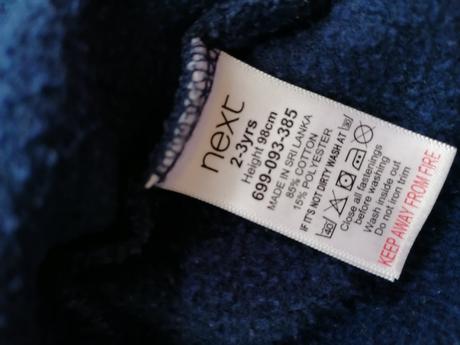 next
2-3yrs
Height 98cm
699-093-385
MADE IN SRI LANKA
85% COTTON
15% POLYESTER
IF IT'S NOT DIRTY WASH AT 30
40
Close all fastenings
before washing
Wash inside out
Do not iron trim
KEEP AWAY FROM FIRE